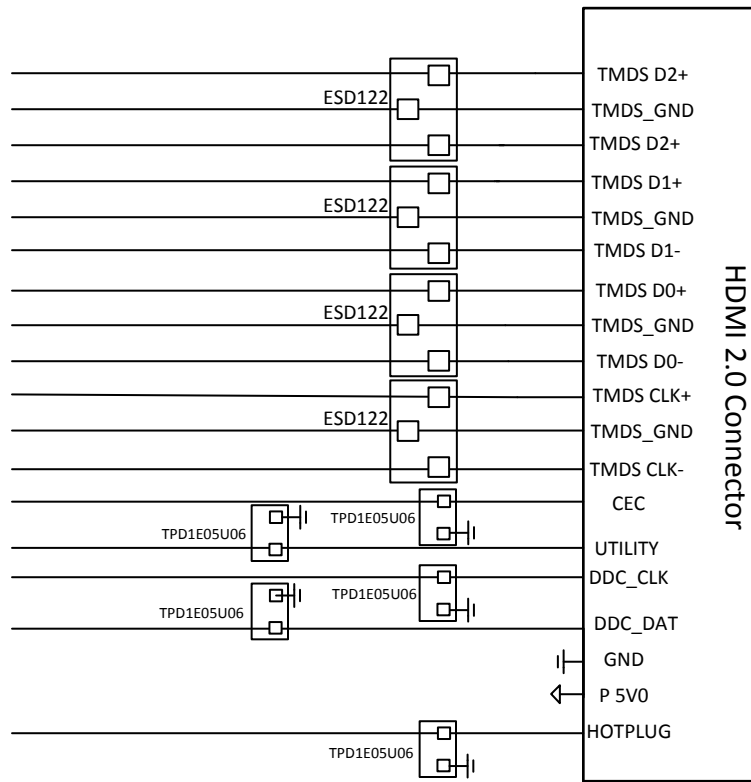 TMDS D2+
ESD122
TMDS_GND
TMDS D2+
TMDS D1+
ESD122
TMDS_GND
TMDS D1-
TMDS D0+
ESD122
TMDS_GND
TMDS D0-
TMDS CLK+
ESD122
TMDS_GND
TMDS CLK-
CEC
TPD1E05U06
TPD1E05U06
UTILITY
DDC_CLK
TPD1E05U06
TPD1E05U06
DDC_DAT
GND
P 5V0
HOTPLUG
TPD1E05U06
HDMI 2.0 Connector